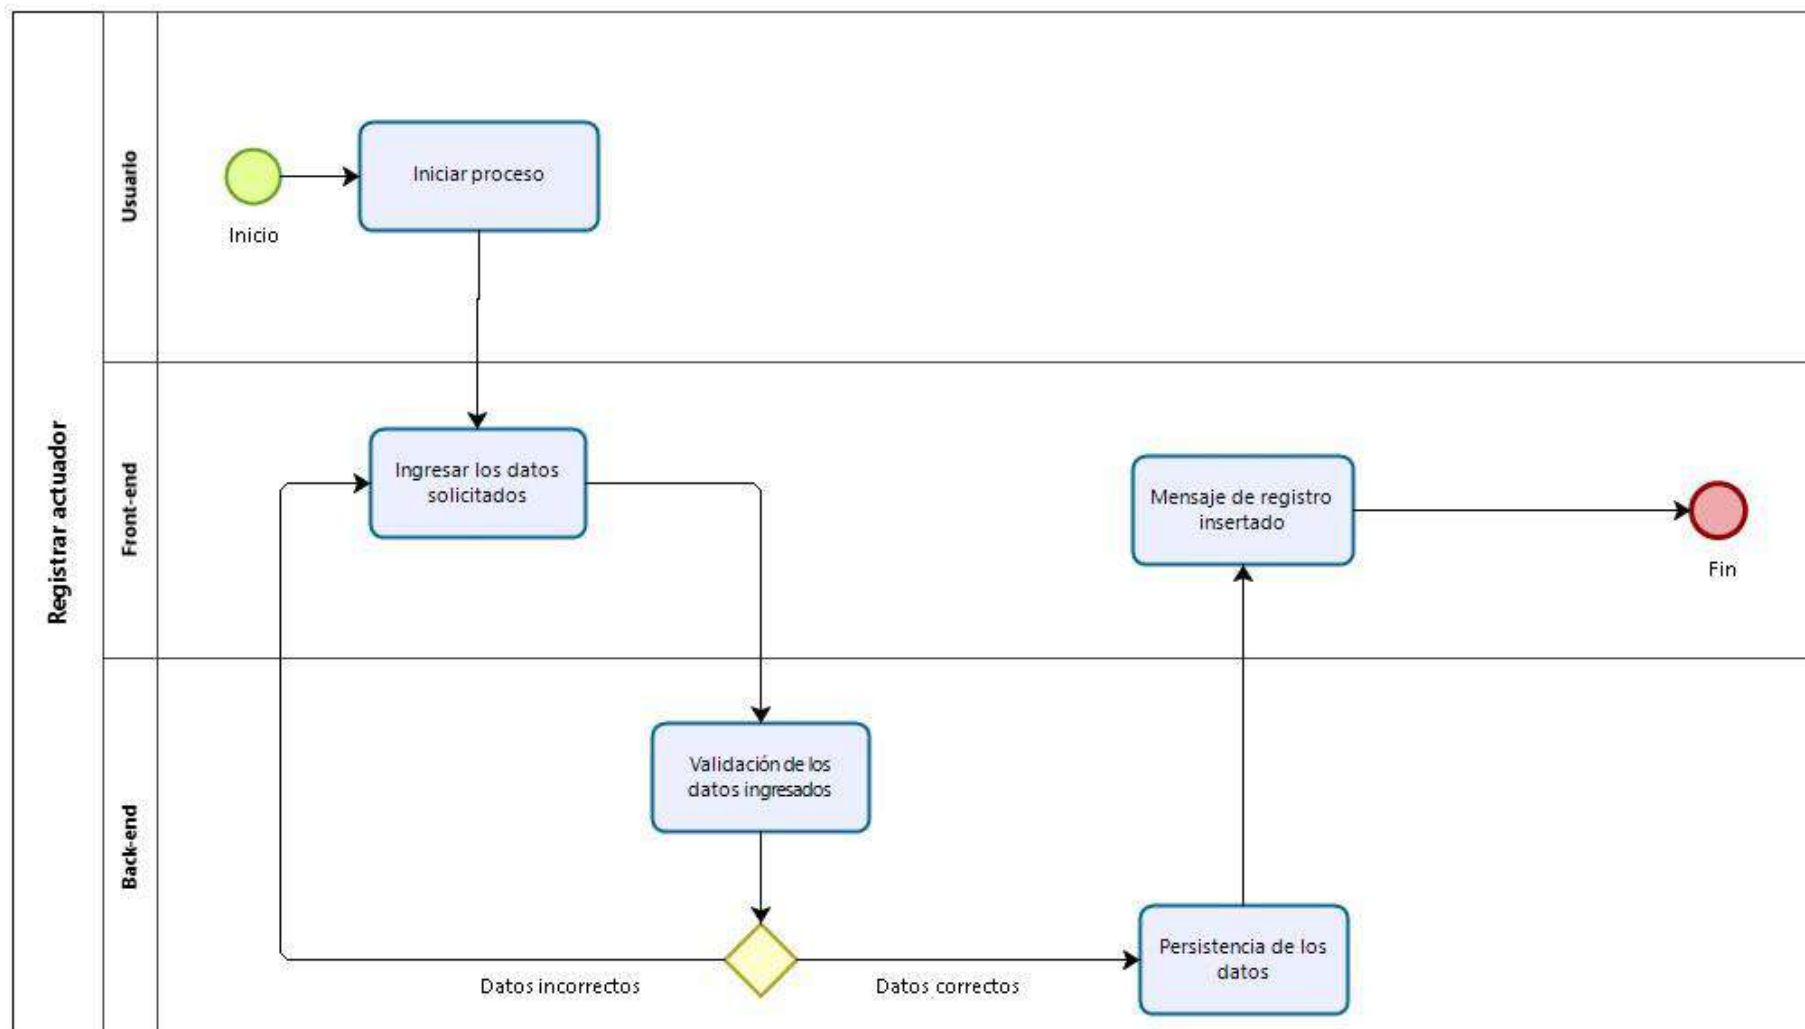 Registrar actuador
Usuario
Inicio
Iniciar proceso
Front-end
Ingresar los datos
solicitados
Mensaje de registro
insertado
Fin
Back-end
Validación de los
datos ingresados
Datos incorrectos
Datos correctos
Persistencia de los
datos